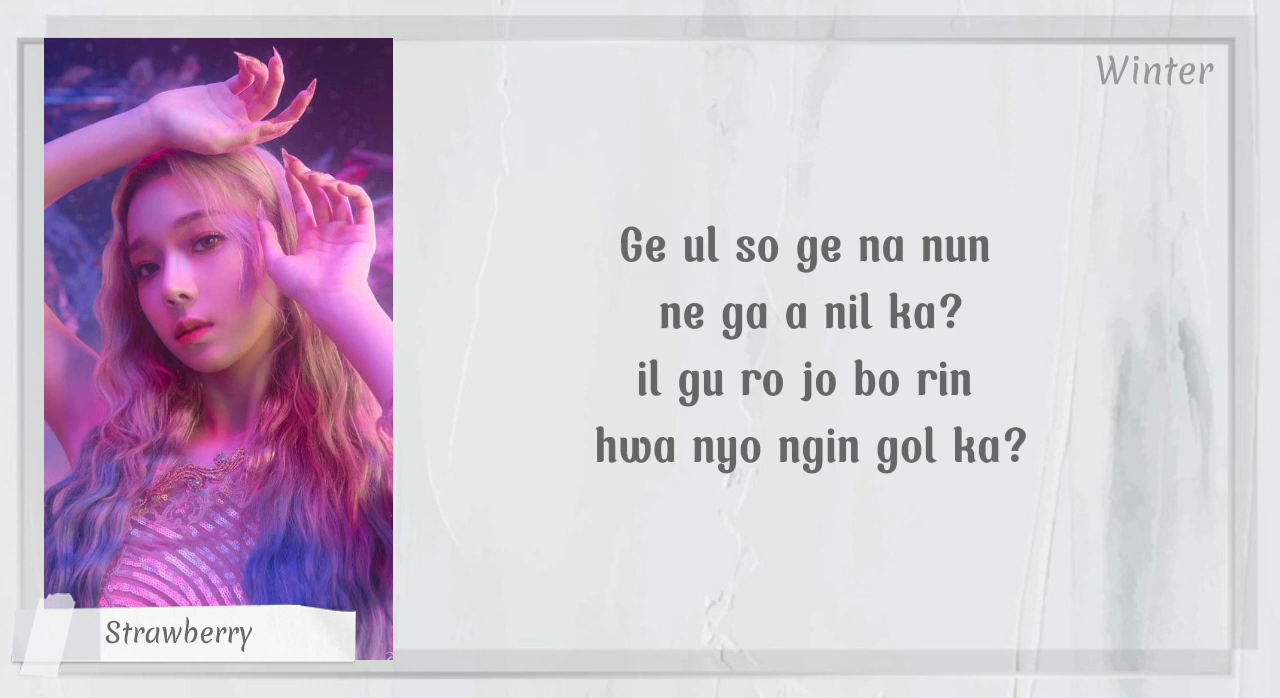 Winter
Ge ul so ge na nun
ne ga a nil ka?
il gu ro jo bo rin
hwa nyo ngin gol ka?
Strawberry